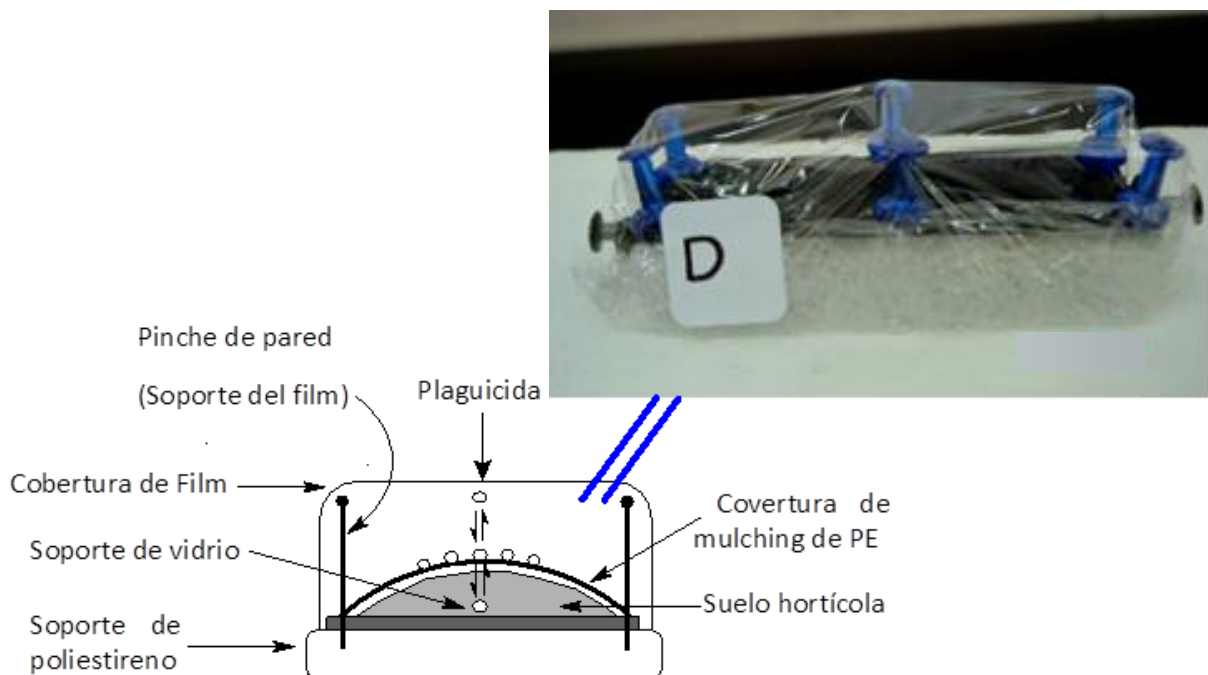 D
Pinche de pared
(Soporte del film)
Plaguicida
Cobertura de Film
Covertura de
mulching de PE
Soporte de vidrio
Suelo hortícola
Soporte de
poliestireno